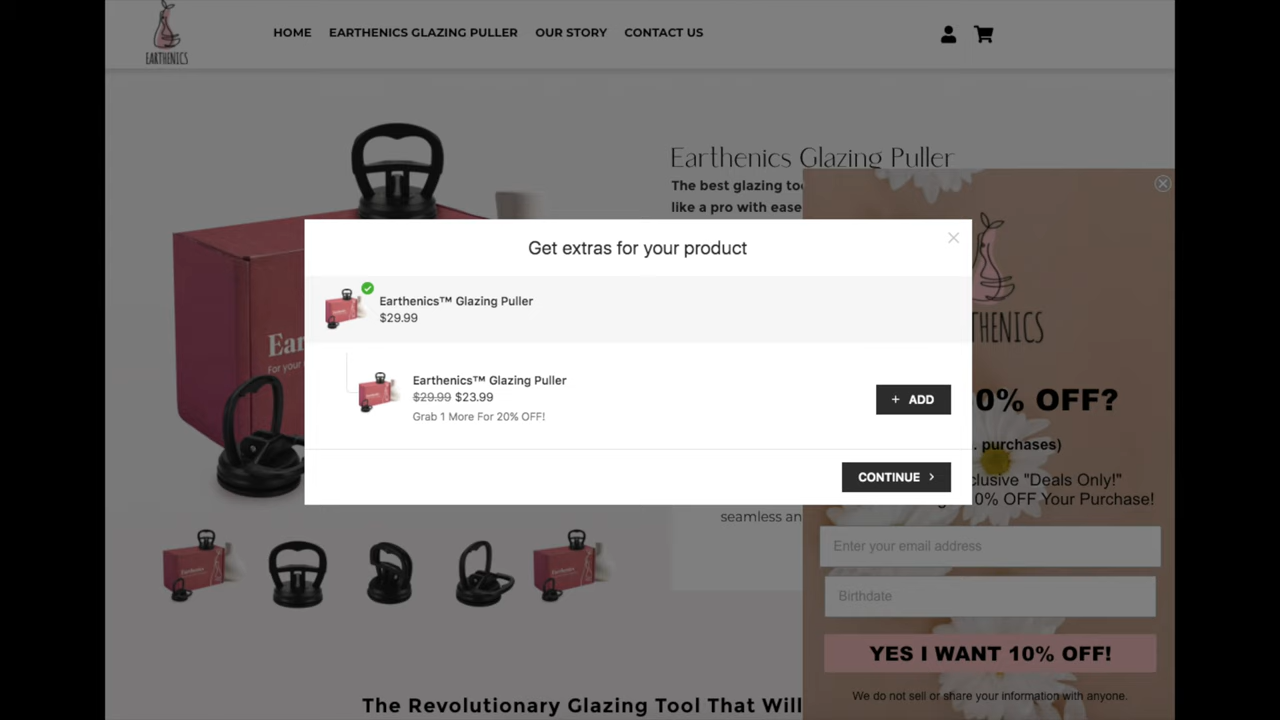 EARTHENICS
HOME EARTHENICS GLAZING PULLER OUR STORY CONTACT US
Earthenics Glazing Puller
The best glazing
like a pro with ease
Get extras for your product
Earthenics™ Glazing Puller
$29.99
Earthenics™ Glazing Puller
$29.99 $23.99
Grab 1 More For 20% OFF!
+ ADD
CONTINUE
seamless
0% OFF?
purchases)
"Deals Only!"
0% OFF Your Purchase!
Enter your email address
Birthdate
YES I WANT 10% OFF!
We do not sell or share your information with anyone.
The Revolutionary Glazing Tool That Will